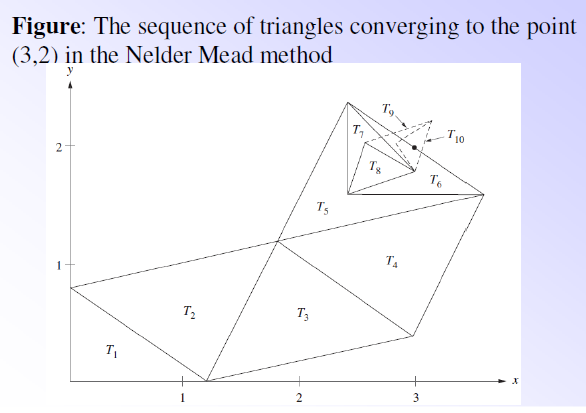 Figure: The sequence of triangles converging to the point
(3,2) in the Nelder Mead method
y
T9
T7
T10
2
T8
T6
T5
1
T4
T2
T3
T1
x
1
2
3